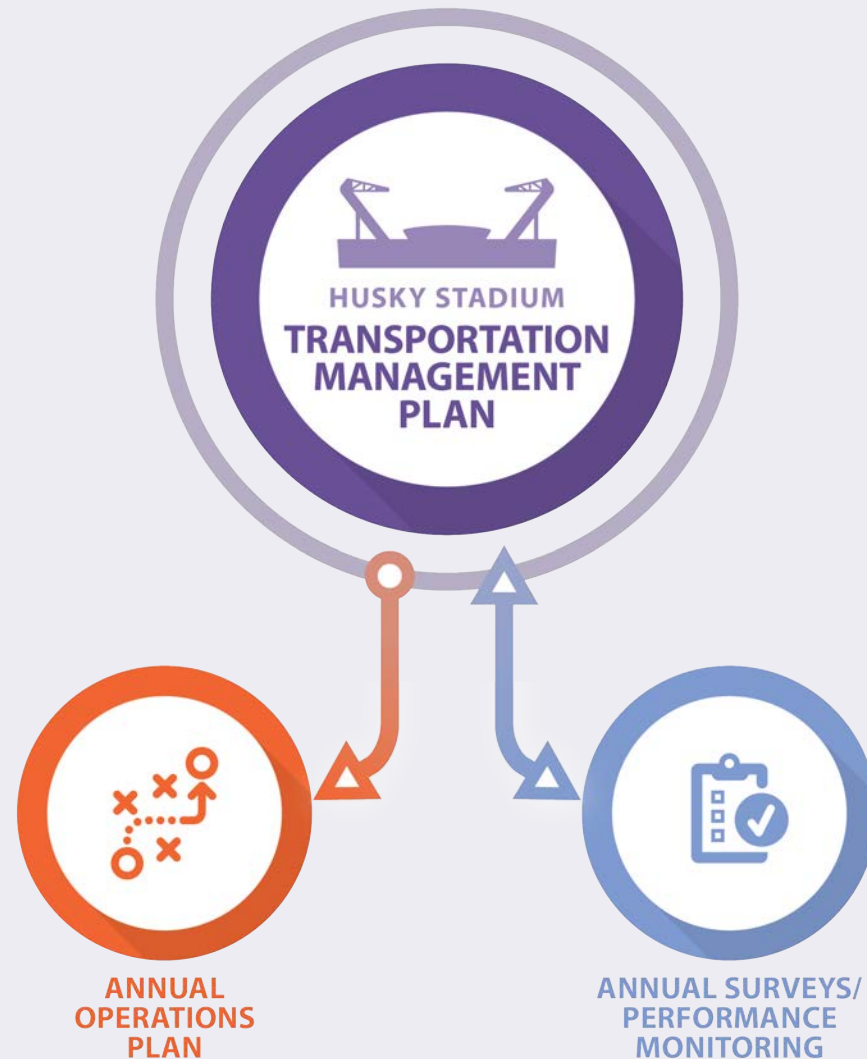 HUSKY STADIUM
TRANSPORTATION
MANAGEMENT
PLAN
ANNUAL
OPERATIONS
PLAN
ANNUAL SURVEYS/
PERFORMANCE
MONITORING